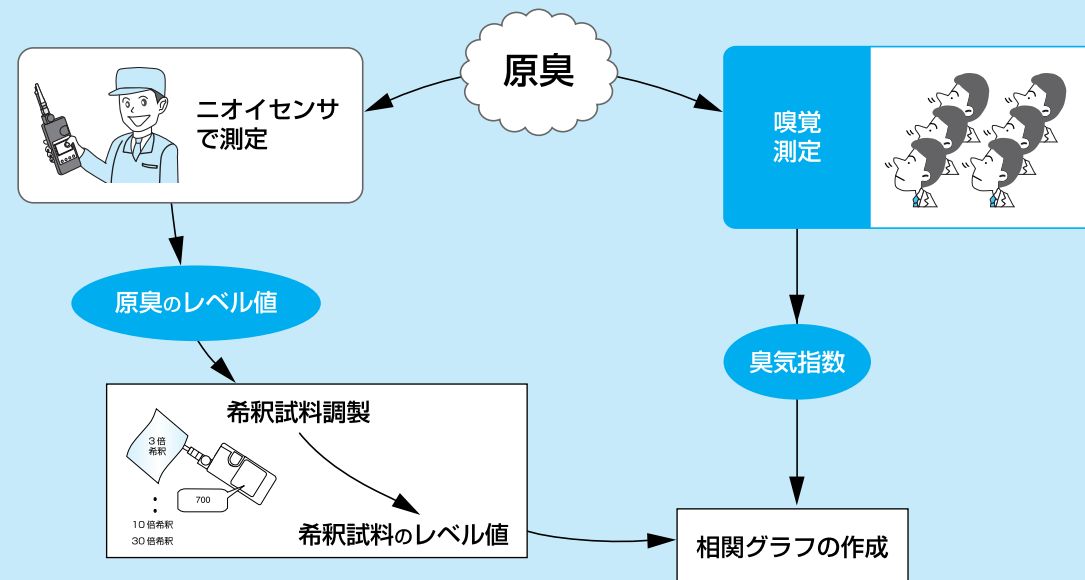 原臭
ニオイセンサ
で測定
嗅覚
測定
原臭のレベル値
臭気指数
希釈試料調製
3倍
希釈
700
10倍希釈
30倍希釈
希釈試料のレベル値
相関グラフの作成